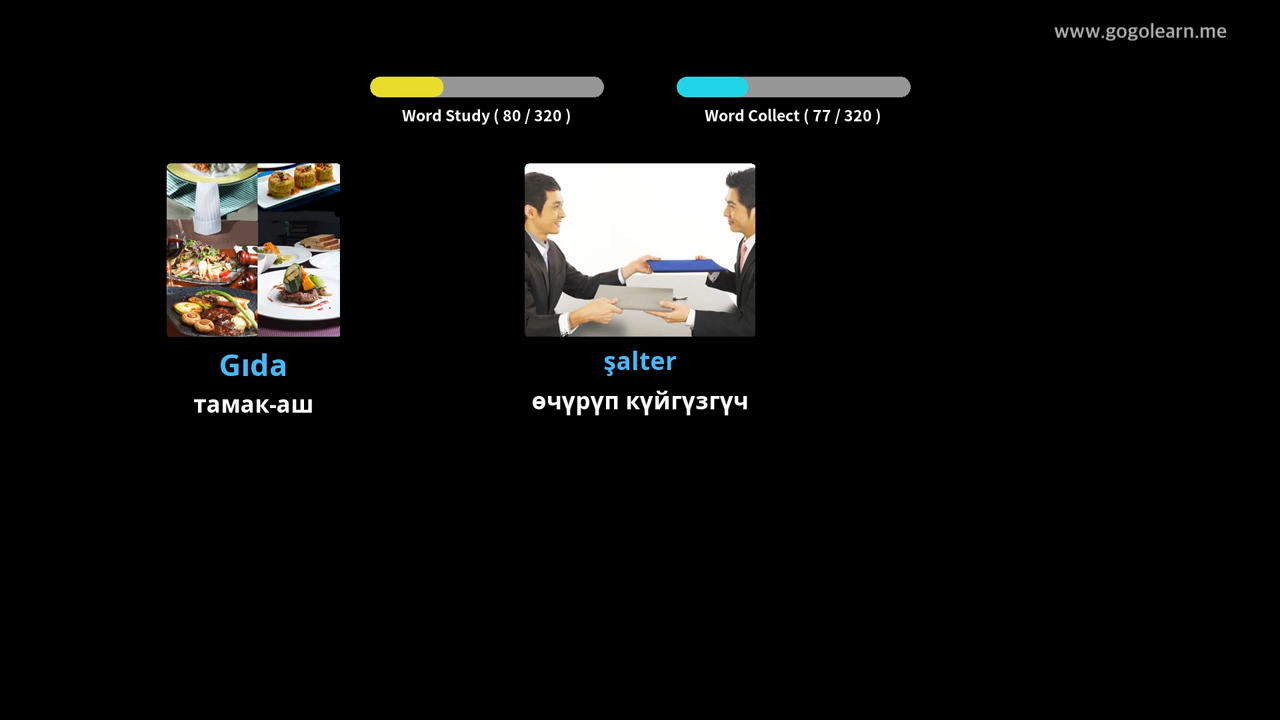 www.gogolearn.me
Word Study ( 80 / 320 )
Word Collect ( 77 / 320 )
Gıda
тамак-аш
şalter
өчүрүп күйгүзгүч